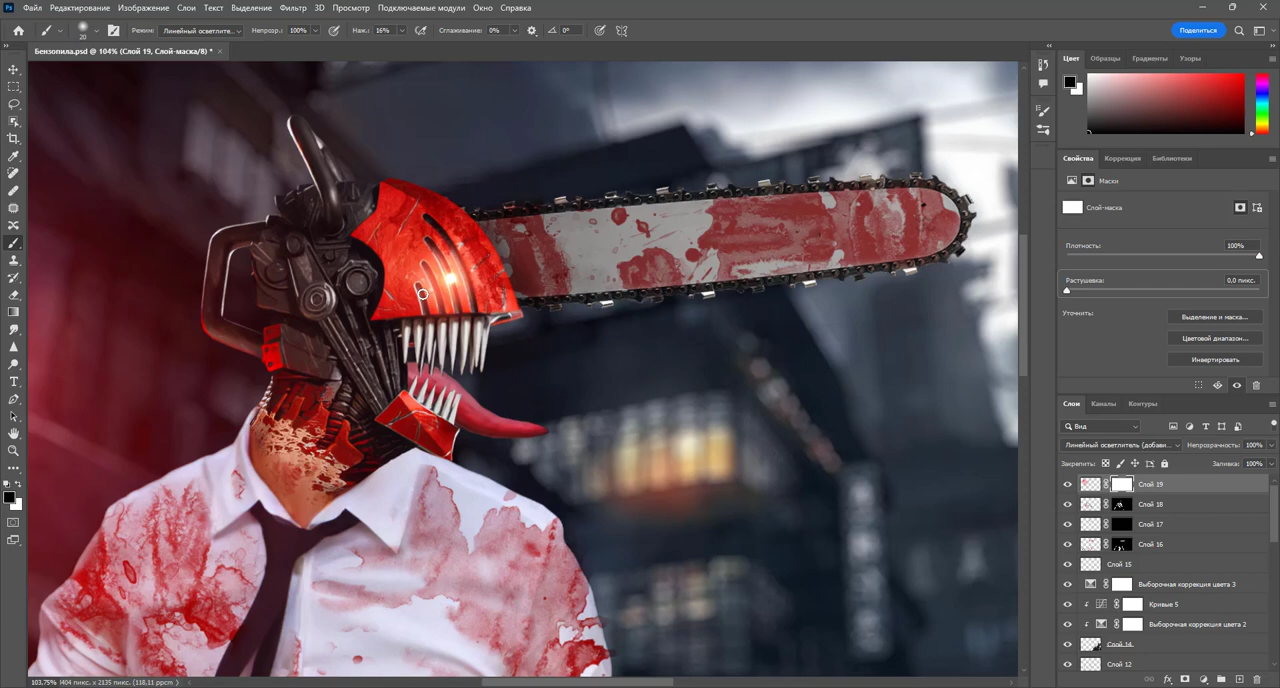 Ps Файл Редактирование Изображение Слои Текст Выделение Фильтр 3D Просмотр Подключаемые модули Окно Справка
20 Режим: Линейный осветлите... Непрозр.: 100% Наж.: 16% Сглаживание: 0% 0° Поделиться
Бензопила.psd @ 104% (Слой 19, Слой-маска/8) *
Цвет Образцы Градиенты Узоры
Свойства Коррекция Библиотеки
Маски
Слой-маска
Плотность: 100%
Растушевка: 0,0 пикс.
Уточнить: Выделение и маска...
Цветовой диапазон...
Инвертировать
Слои Каналы Контуры
Вид
Линейный осветлитель (добави... Непрозрачность: 100%
Закрепить: Заливка: 100%
Слой 19
Слой 18
Слой 17
Слой 16
Слой 15
Выборочная коррекция цвета 3
Кривые 5
Выборочная коррекция цвета 2
Слой 14
Слой 12
103,75% 1404 пикс. x 2135 пикс. (118,11 ppcm)